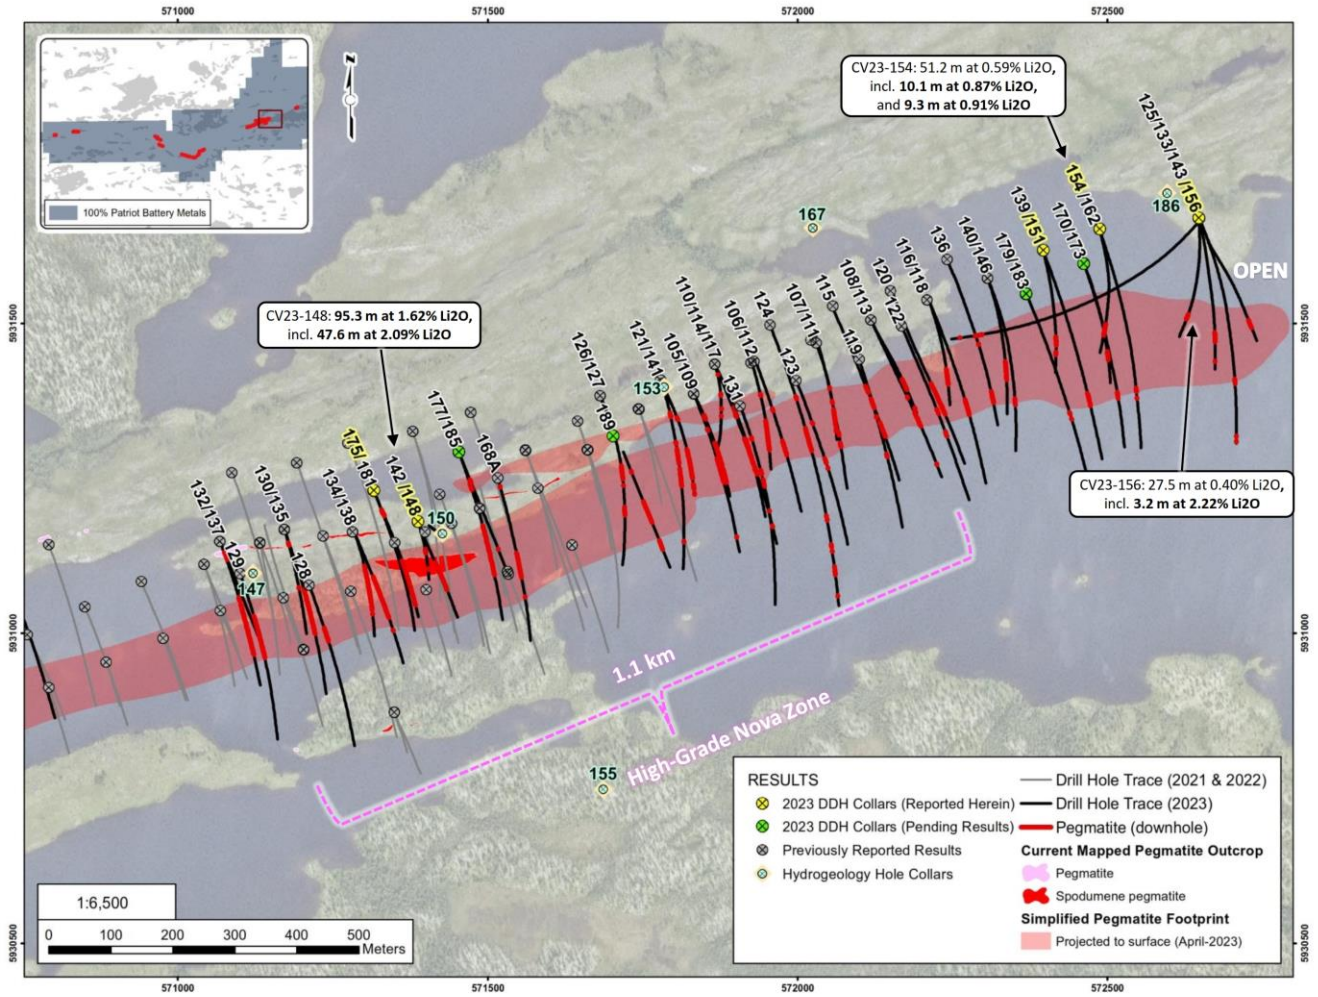 571000
571500
572000
572500
5931500
5931000
5930500
5931500
5931000
5930500
N
100% Patriot Battery Metals
CV23-154: 51.2 m at 0.59% Li2O,
incl. 10.1 m at 0.87% Li2O,
and 9.3 m at 0.91% Li2O
CV23-148: 95.3 m at 1.62% Li2O,
incl. 47.6 m at 2.09% Li2O
CV23-156: 27.5 m at 0.40% Li2O,
incl. 3.2 m at 2.22% Li2O
125/133/143/156
186
OPEN
154/162
170/173
139/151
179/183
140/146
136
167
116/118
120
122
108/113
119
115
107/111
123
124
106/112
131
110/114/117
105/109
121/141
153
126/127
189
168A
177/185
150
142/148
175/181
134/138
128
130/135
147
129
132/137
1.1 km
High-Grade Nova Zone
155
RESULTS
2023 DDH Collars (Reported Herein)
2023 DDH Collars (Pending Results)
Previously Reported Results
Hydrogeology Hole Collars
Drill Hole Trace (2021 & 2022)
Drill Hole Trace (2023)
Pegmatite (downhole)
Current Mapped Pegmatite Outcrop
Pegmatite
Spodumene pegmatite
Simplified Pegmatite Footprint
Projected to surface (April-2023)
1:6,500
0 100 200 300 400 500
Meters
571000
571500
572000
572500